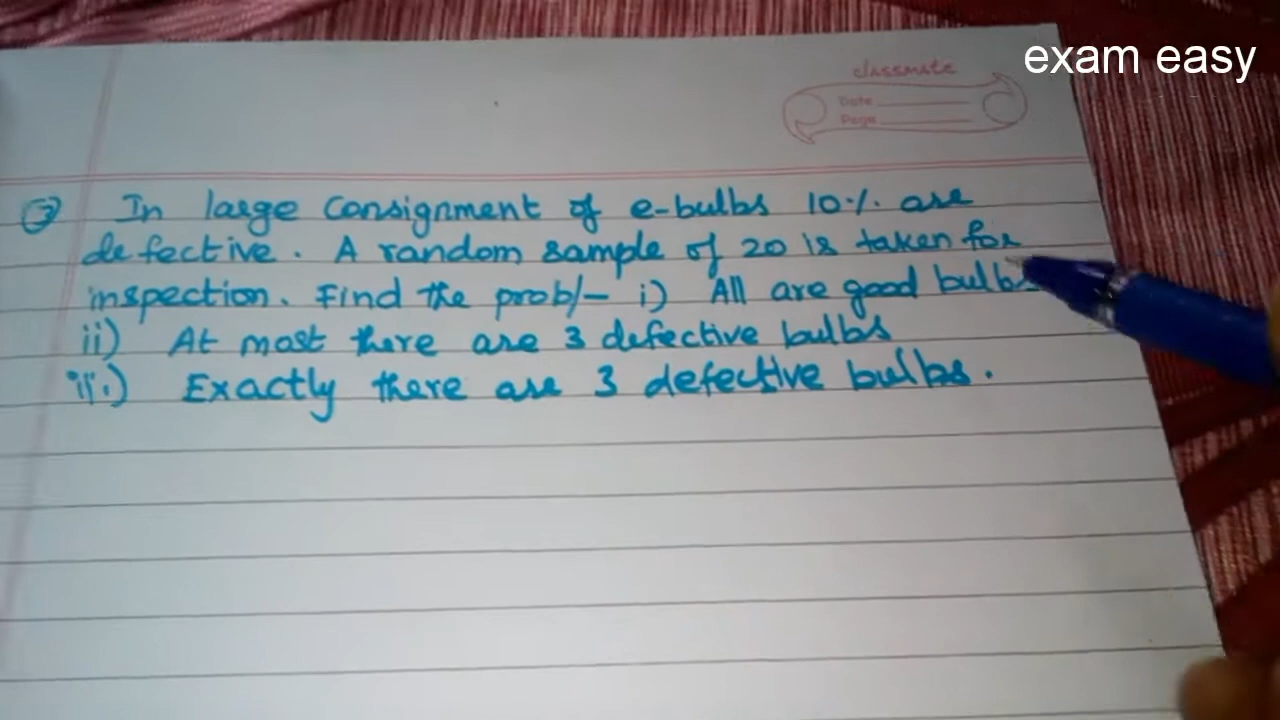 exam easy
classmate
Date
Page
③ In large consignment of e-bulbs 10% are
defective. A random sample of 20 is taken for
inspection. Find the prob/- i) All are good bulbs
ii) At most there are 3 defective bulbs
iii.) Exactly there are 3 defective bulbs.